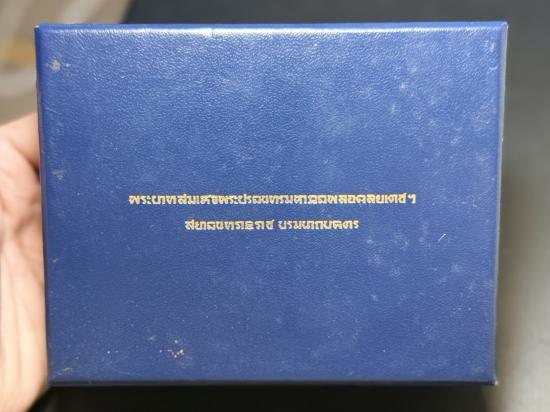 พระบาทสมเด็จพระปรมินทรมหาภูมิพลอดุลยเดชฯ
สยามินทราธิราช บรมนาถบพิตร